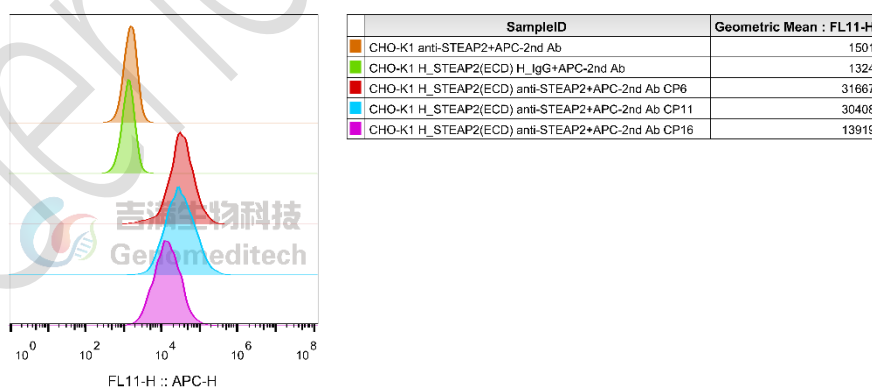 SampleID Geometric Mean : FL11-H
CHO-K1 anti-STEAP2+APC-2nd Ab 1501
CHO-K1 H_STEAP2(ECD) H_IgG+APC-2nd Ab 1324
CHO-K1 H_STEAP2(ECD) anti-STEAP2+APC-2nd Ab CP6 31667
CHO-K1 H_STEAP2(ECD) anti-STEAP2+APC-2nd Ab CP11 30408
CHO-K1 H_STEAP2(ECD) anti-STEAP2+APC-2nd Ab CP16 13919
吉满生物科技
Genomeditech
10^0 10^2 10^4 10^6 10^8
FL11-H :: APC-H